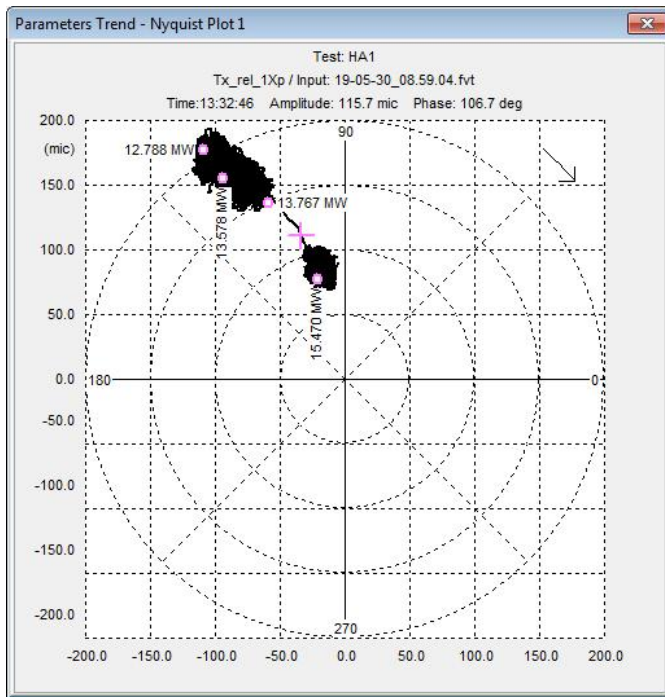 Parameters Trend - Nyquist Plot 1
Test: HA1
Tx_rel_1Xp / Input: 19-05-30_08.59.04.fvt
Time:13:32:46 Amplitude: 115.7 mic Phase: 106.7 deg
200.0
(mic)
150.0
100.0
50.0
0.0
-50.0
-100.0
-150.0
-200.0
90
12.788 MW
13.578 MW
13.767 MW
15.470 MW
180
0
270
-200.0 -150.0 -100.0 -50.0 0.0 50.0 100.0 150.0 200.0